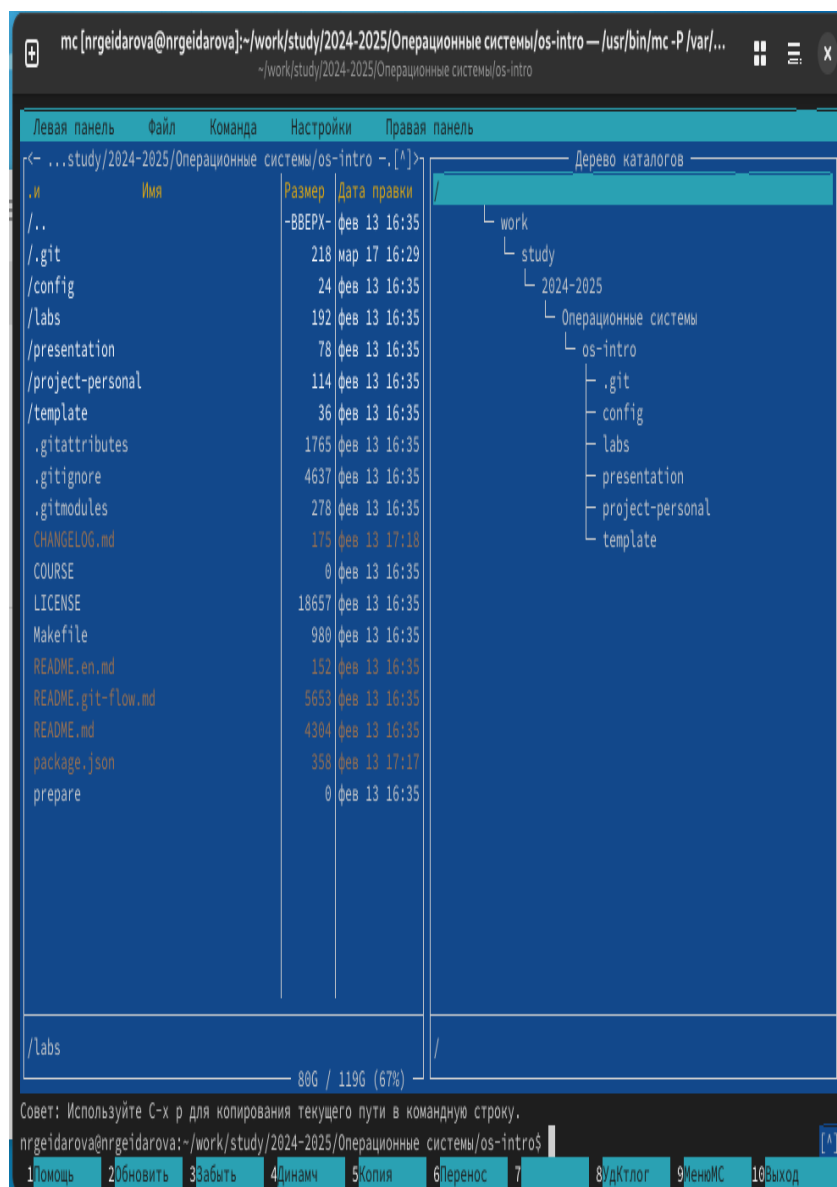 mc [nrgeidarova@nrgeidarova]:~/work/study/2024-2025/Операционные системы/os-intro — /usr/bin/mc -P /var/...
~/work/study/2024-2025/Операционные системы/os-intro
Левая панель Файл Команда Настройки Правая панель
<- ...study/2024-2025/Операционные системы/os-intro -.[^]> Дерево каталогов
.и Имя Размер Дата правки /
/.. -ВВЕРХ- фев 13 16:35 work
/.git 218 мар 17 16:29 study
/config 24 фев 13 16:35 2024-2025
/labs 192 фев 13 16:35 Операционные системы
/presentation 78 фев 13 16:35 os-intro
/project-personal 114 фев 13 16:35 .git
/template 36 фев 13 16:35 config
.gitattributes 1765 фев 13 16:35 labs
.gitignore 4637 фев 13 16:35 presentation
.gitmodules 278 фев 13 16:35 project-personal
CHANGELOG.md 175 фев 13 17:18 template
COURSE 0 фев 13 16:35
LICENSE 18657 фев 13 16:35
Makefile 980 фев 13 16:35
README.en.md 152 фев 13 16:35
README.git-flow.md 5653 фев 13 16:35
README.md 4304 фев 13 16:35
package.json 358 фев 13 17:17
prepare 0 фев 13 16:35
/labs /
80G / 119G (67%)
Совет: Используйте C-x p для копирования текущего пути в командную строку.
nrgeidarova@nrgeidarova:~/work/study/2024-2025/Операционные системы/os-intro$ [^]
1Помощь 2Обновить 3Забыть 4Динамч 5Копия 6Перенос 7 8УдКтлог 9МенюMC 10Выход